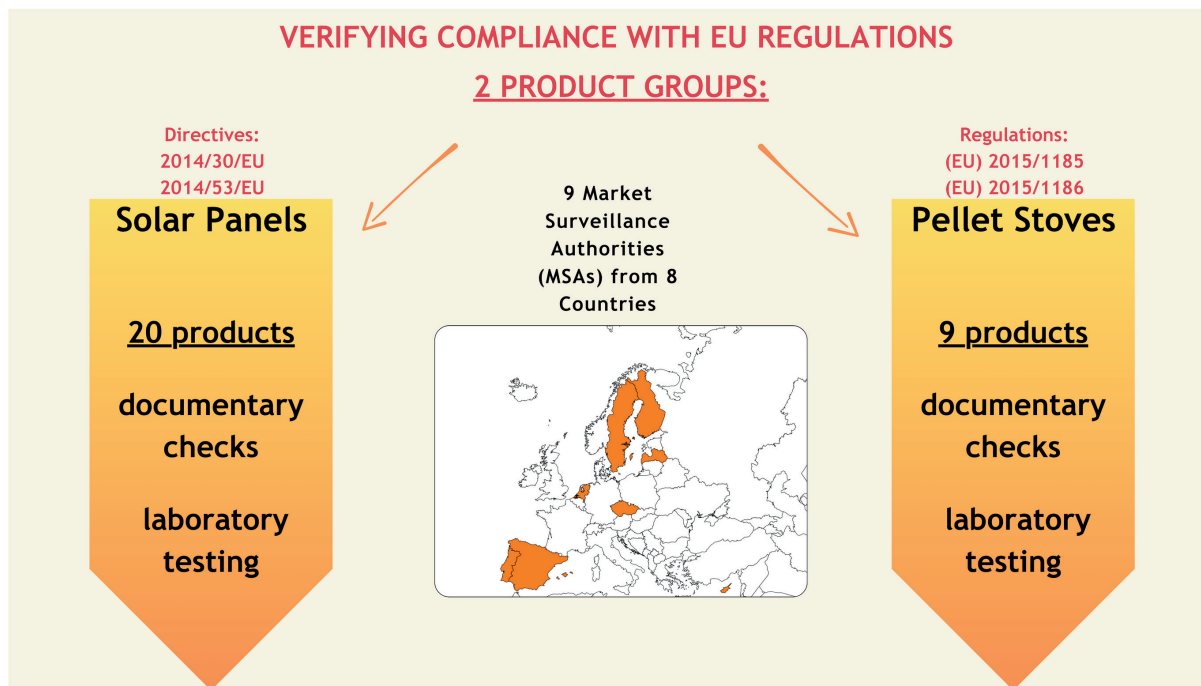 VERIFYING COMPLIANCE WITH EU REGULATIONS
2 PRODUCT GROUPS:
Directives:
2014/30/EU
2014/53/EU
Solar Panels
20 products
documentary
checks
laboratory
testing
9 Market
Surveillance
Authorities
(MSAs) from 8
Countries
Regulations:
(EU) 2015/1185
(EU) 2015/1186
Pellet Stoves
9 products
documentary
checks
laboratory
testing